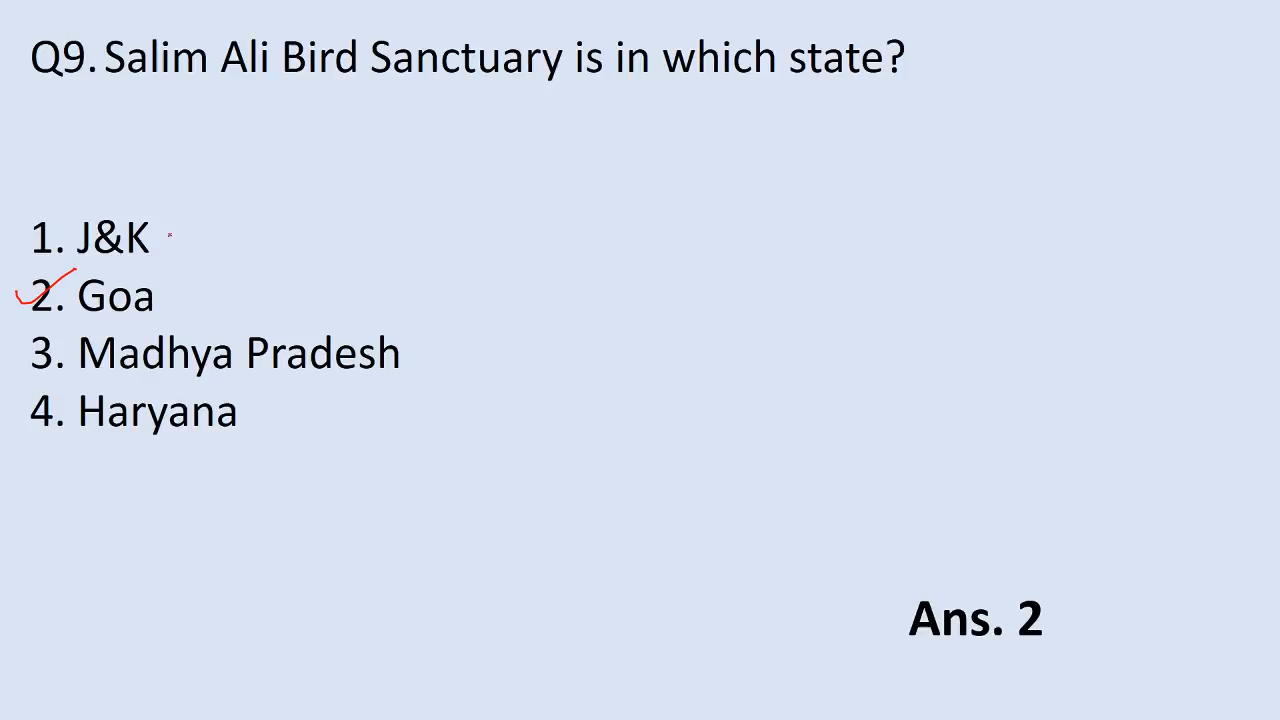 Q9. Salim Ali Bird Sanctuary is in which state?
1. J&K
2. Goa
3. Madhya Pradesh
4. Haryana
Ans. 2